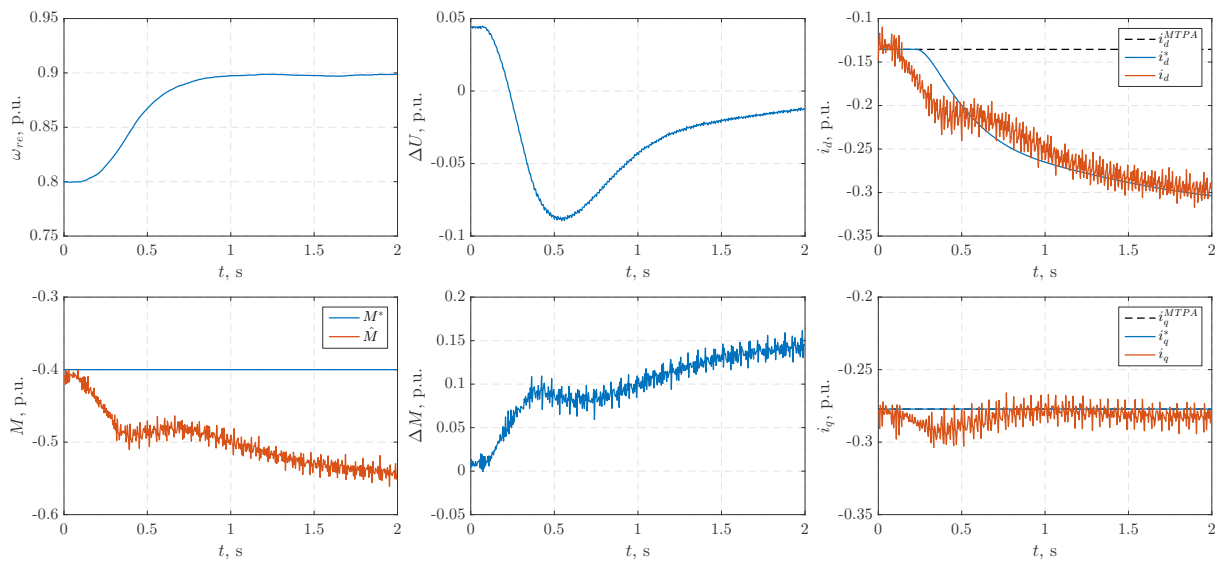 0.95
0.9
0.85
0.8
0.75
0 0.5 1 1.5 2
ω_re, p.u.
t, s
0.05
0
-0.05
-0.1
0 0.5 1 1.5 2
ΔU, p.u.
t, s
-0.1
-0.15
-0.2
-0.25
-0.3
-0.35
0 0.5 1 1.5 2
i_d, p.u.
t, s
i_d^MTPA
i_d^*
i_d
-0.3
-0.4
-0.5
-0.6
0 0.5 1 1.5 2
M, p.u.
t, s
M^*
M̂
0.2
0.15
0.1
0.05
0
-0.05
0 0.5 1 1.5 2
ΔM, p.u.
t, s
-0.2
-0.25
-0.3
-0.35
0 0.5 1 1.5 2
i_q, p.u.
t, s
i_q^MTPA
i_q^*
i_q